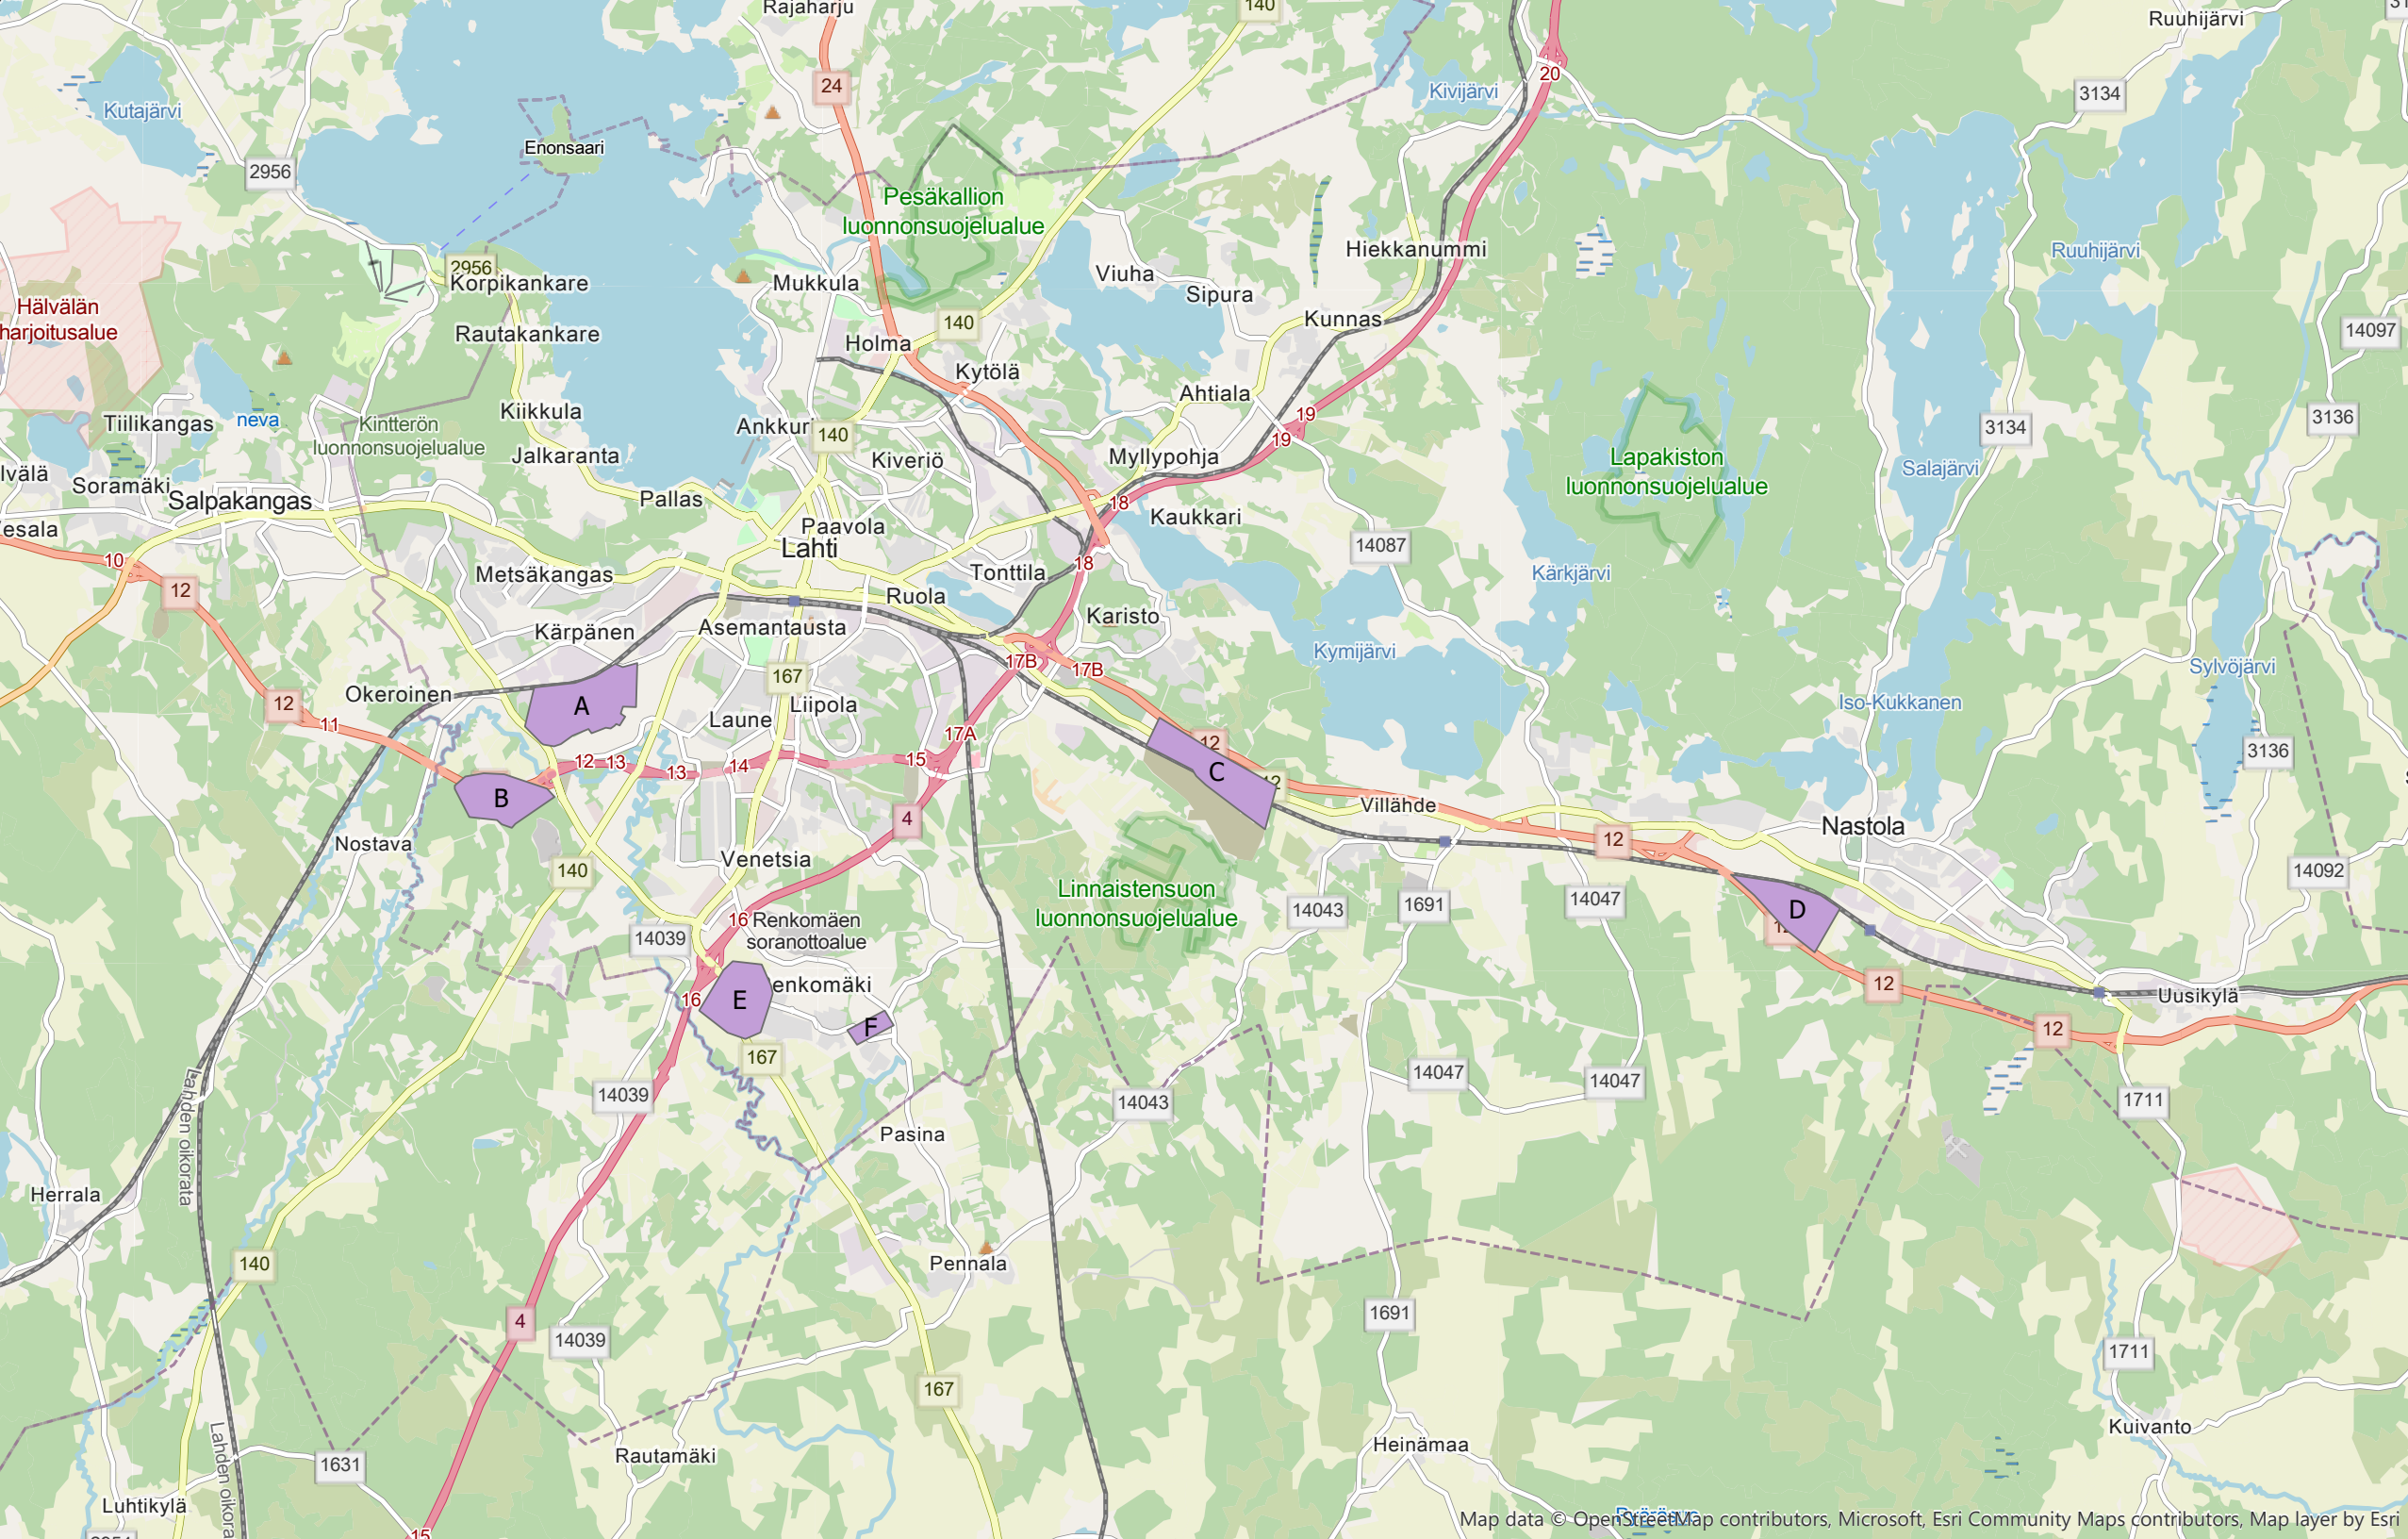 Rajaharju
140
Ruuhijärvi
24
20
Kivijärvi
3134
Kutajärvi
Enonsaari
2956
Pesäkallion
luonnonsuojelualue
Hiekkanummi
Ruuhijärvi
2956
Korpikankare
Mukkula
Viuha
Sipura
Hälvälän
harjoitusalue
Rautakankare
140
Kunnas
14097
Holma
Kytölä
Ahtiala
Tiilikangas
neva
Kintterön
luonnonsuojelualue
Kiikkula
Ankkur
140
19
19
3134
3136
Jalkaranta
Kiveriö
Myllypohja
Lapakiston
luonnonsuojelualue
Salajärvi
lvälä
Soramäki
Salpakangas
Pallas
18
Kaukkari
esala
Paavola
Lahti
14087
10
12
Metsäkangas
Tonttila
18
Kärkjärvi
Ruola
Karisto
Kärpänen
Asemantausta
Kymijärvi
17B
17B
Sylvöjärvi
Okeroinen
12
167
A
Liipola
Iso-Kukkanen
11
Laune
17A
12
3136
12
13
13
14
15
C
12
B
4
Villähde
Nastola
12
Nostava
Venetsia
140
14092
Linnaistensuon
luonnonsuojelualue
14043
1691
14047
D
12
16
Renkomäen
soranottoalue
14039
enkomäki
12
E
16
Uusikylä
F
12
167
14047
14047
14039
14043
1711
Lahden oikorata
Pasina
Herrala
140
Pennala
4
14039
1691
1711
167
Lahden oikora
Kuivanto
Rautamäki
Heinämaa
1631
Luhtikylä
15
Map data © OpenStreetMap contributors, Microsoft, Esri Community Maps contributors, Map layer by Esri